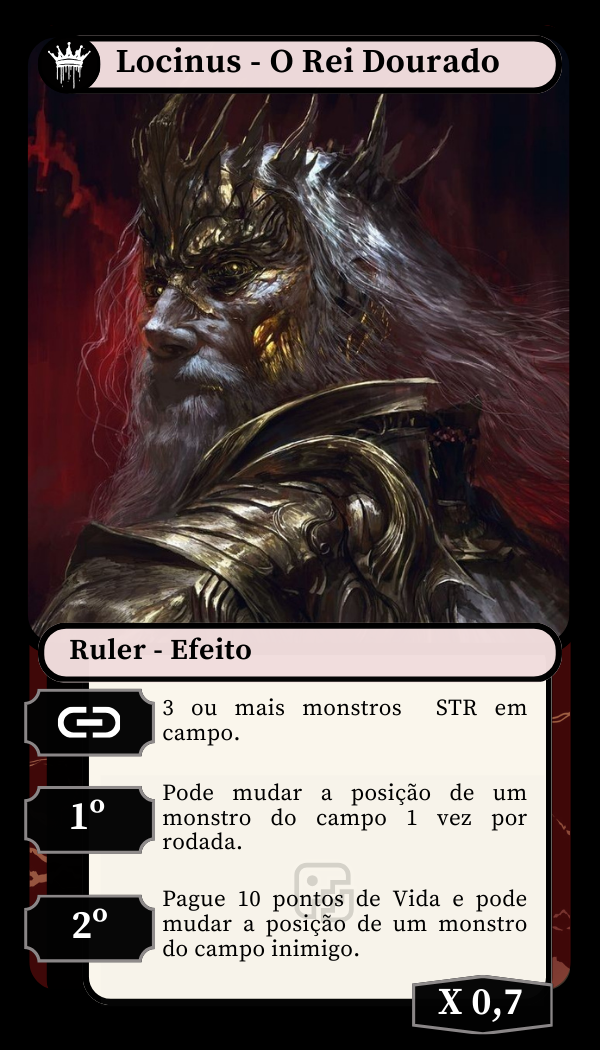 Locinus - O Rei Dourado
Ruler - Efeito
3 ou mais monstros STR em
campo.
1º
Pode mudar a posição de um
monstro do campo 1 vez por
rodada.
2º
Pague 10 pontos de Vida e pode
mudar a posição de um monstro
do campo inimigo.
X 0,7